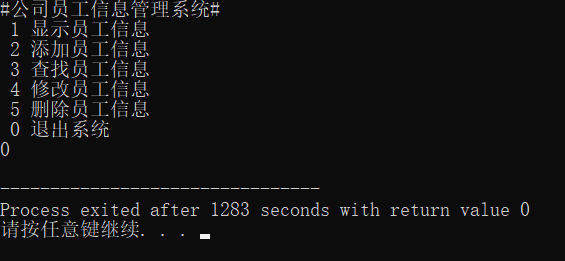 #公司员工信息管理系统#
1 显示员工信息
2 添加员工信息
3 查找员工信息
4 修改员工信息
5 删除员工信息
0 退出系统
0
--------------------------------
Process exited after 1283 seconds with return value 0
请按任意键继续. . .